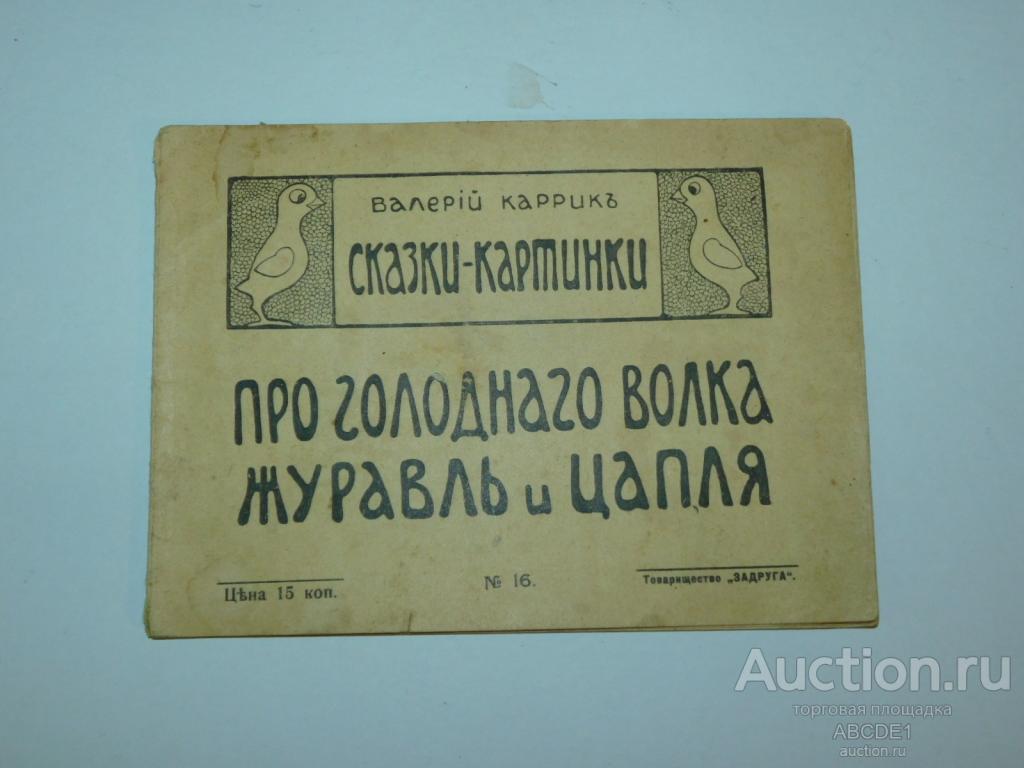 Валерій Каррикъ
Сказки-картинки
Про голоднаго волка
Журавль и цапля
Цѣна 15 коп.
№ 16.
Товарищество „ЗАДРУГА“.
Auction.ru
торговая площадка
ABCDE1
auction.ru